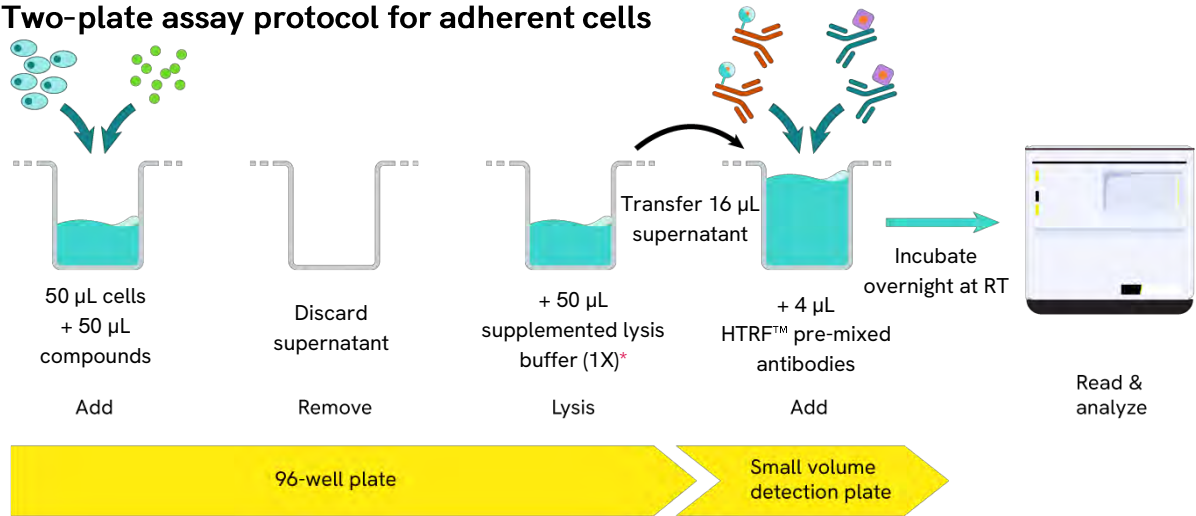 Two-plate assay protocol for adherent cells
50 µL cells
+ 50 µL
compounds
Add
Discard
supernatant
Remove
+ 50 µL
supplemented lysis
buffer (1X)*
Lysis
Transfer 16 µL
supernatant
+ 4 µL
HTRF™ pre-mixed
antibodies
Add
Incubate
overnight at RT
Read &
analyze
96-well plate
Small volume
detection plate